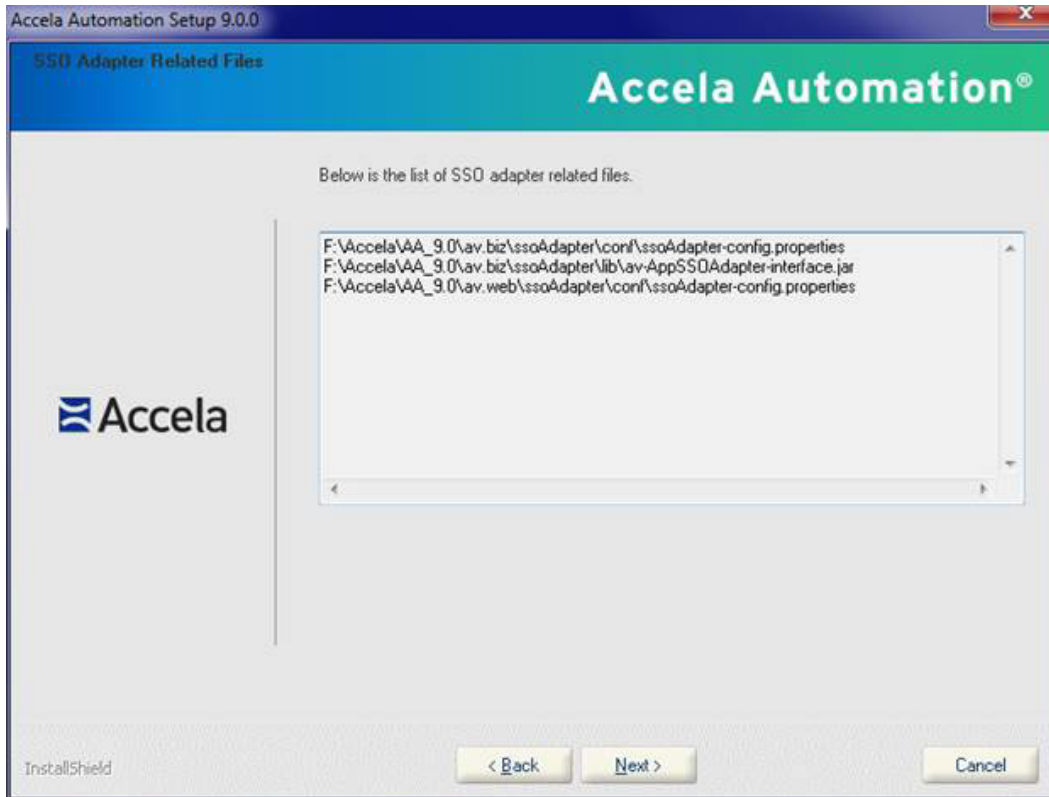 Accela Automation Setup 9.0.0
x
SSO Adapter Related Files
Accela Automation®
Below is the list of SSO adapter related files.
F:\Accela\AA_9.0\av.biz\ssoAdapter\conf\ssoAdapter-config.properties
F:\Accela\AA_9.0\av.biz\ssoAdapter\lib\av-AppSSOAdapter-interface.jar
F:\Accela\AA_9.0\av.web\ssoAdapter\conf\ssoAdapter-config.properties
Accela
InstallShield
< Back
Next >
Cancel